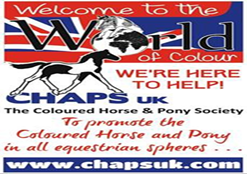 Welcome to the
World
of Colour
WE'RE HERE
TO HELP!
CHAPS UK
The Coloured Horse & Pony Society
To promote the
Coloured Horse and Pony
in all equestrian spheres . . .
www.chapsuk.com